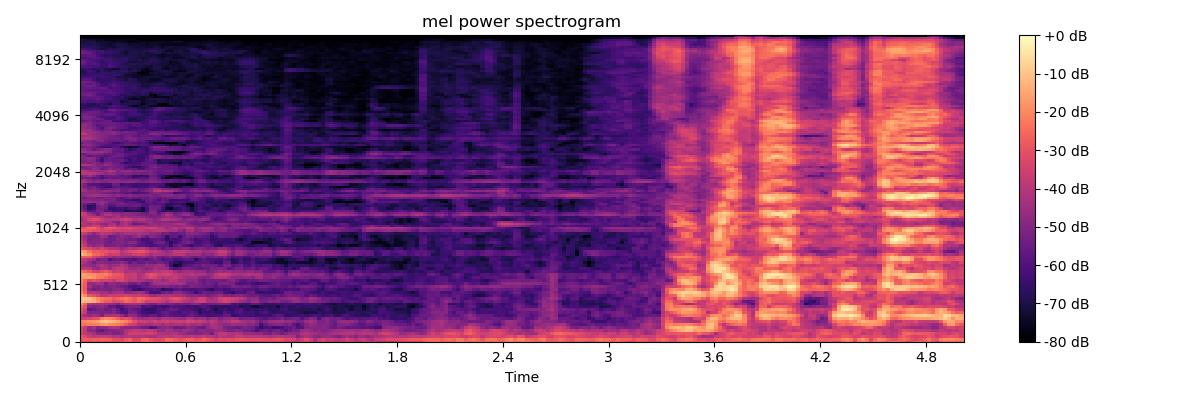 mel power spectrogram
8192
4096
2048
1024
512
0
Hz
0 0.6 1.2 1.8 2.4 3 3.6 4.2 4.8
Time
+0 dB
-10 dB
-20 dB
-30 dB
-40 dB
-50 dB
-60 dB
-70 dB
-80 dB